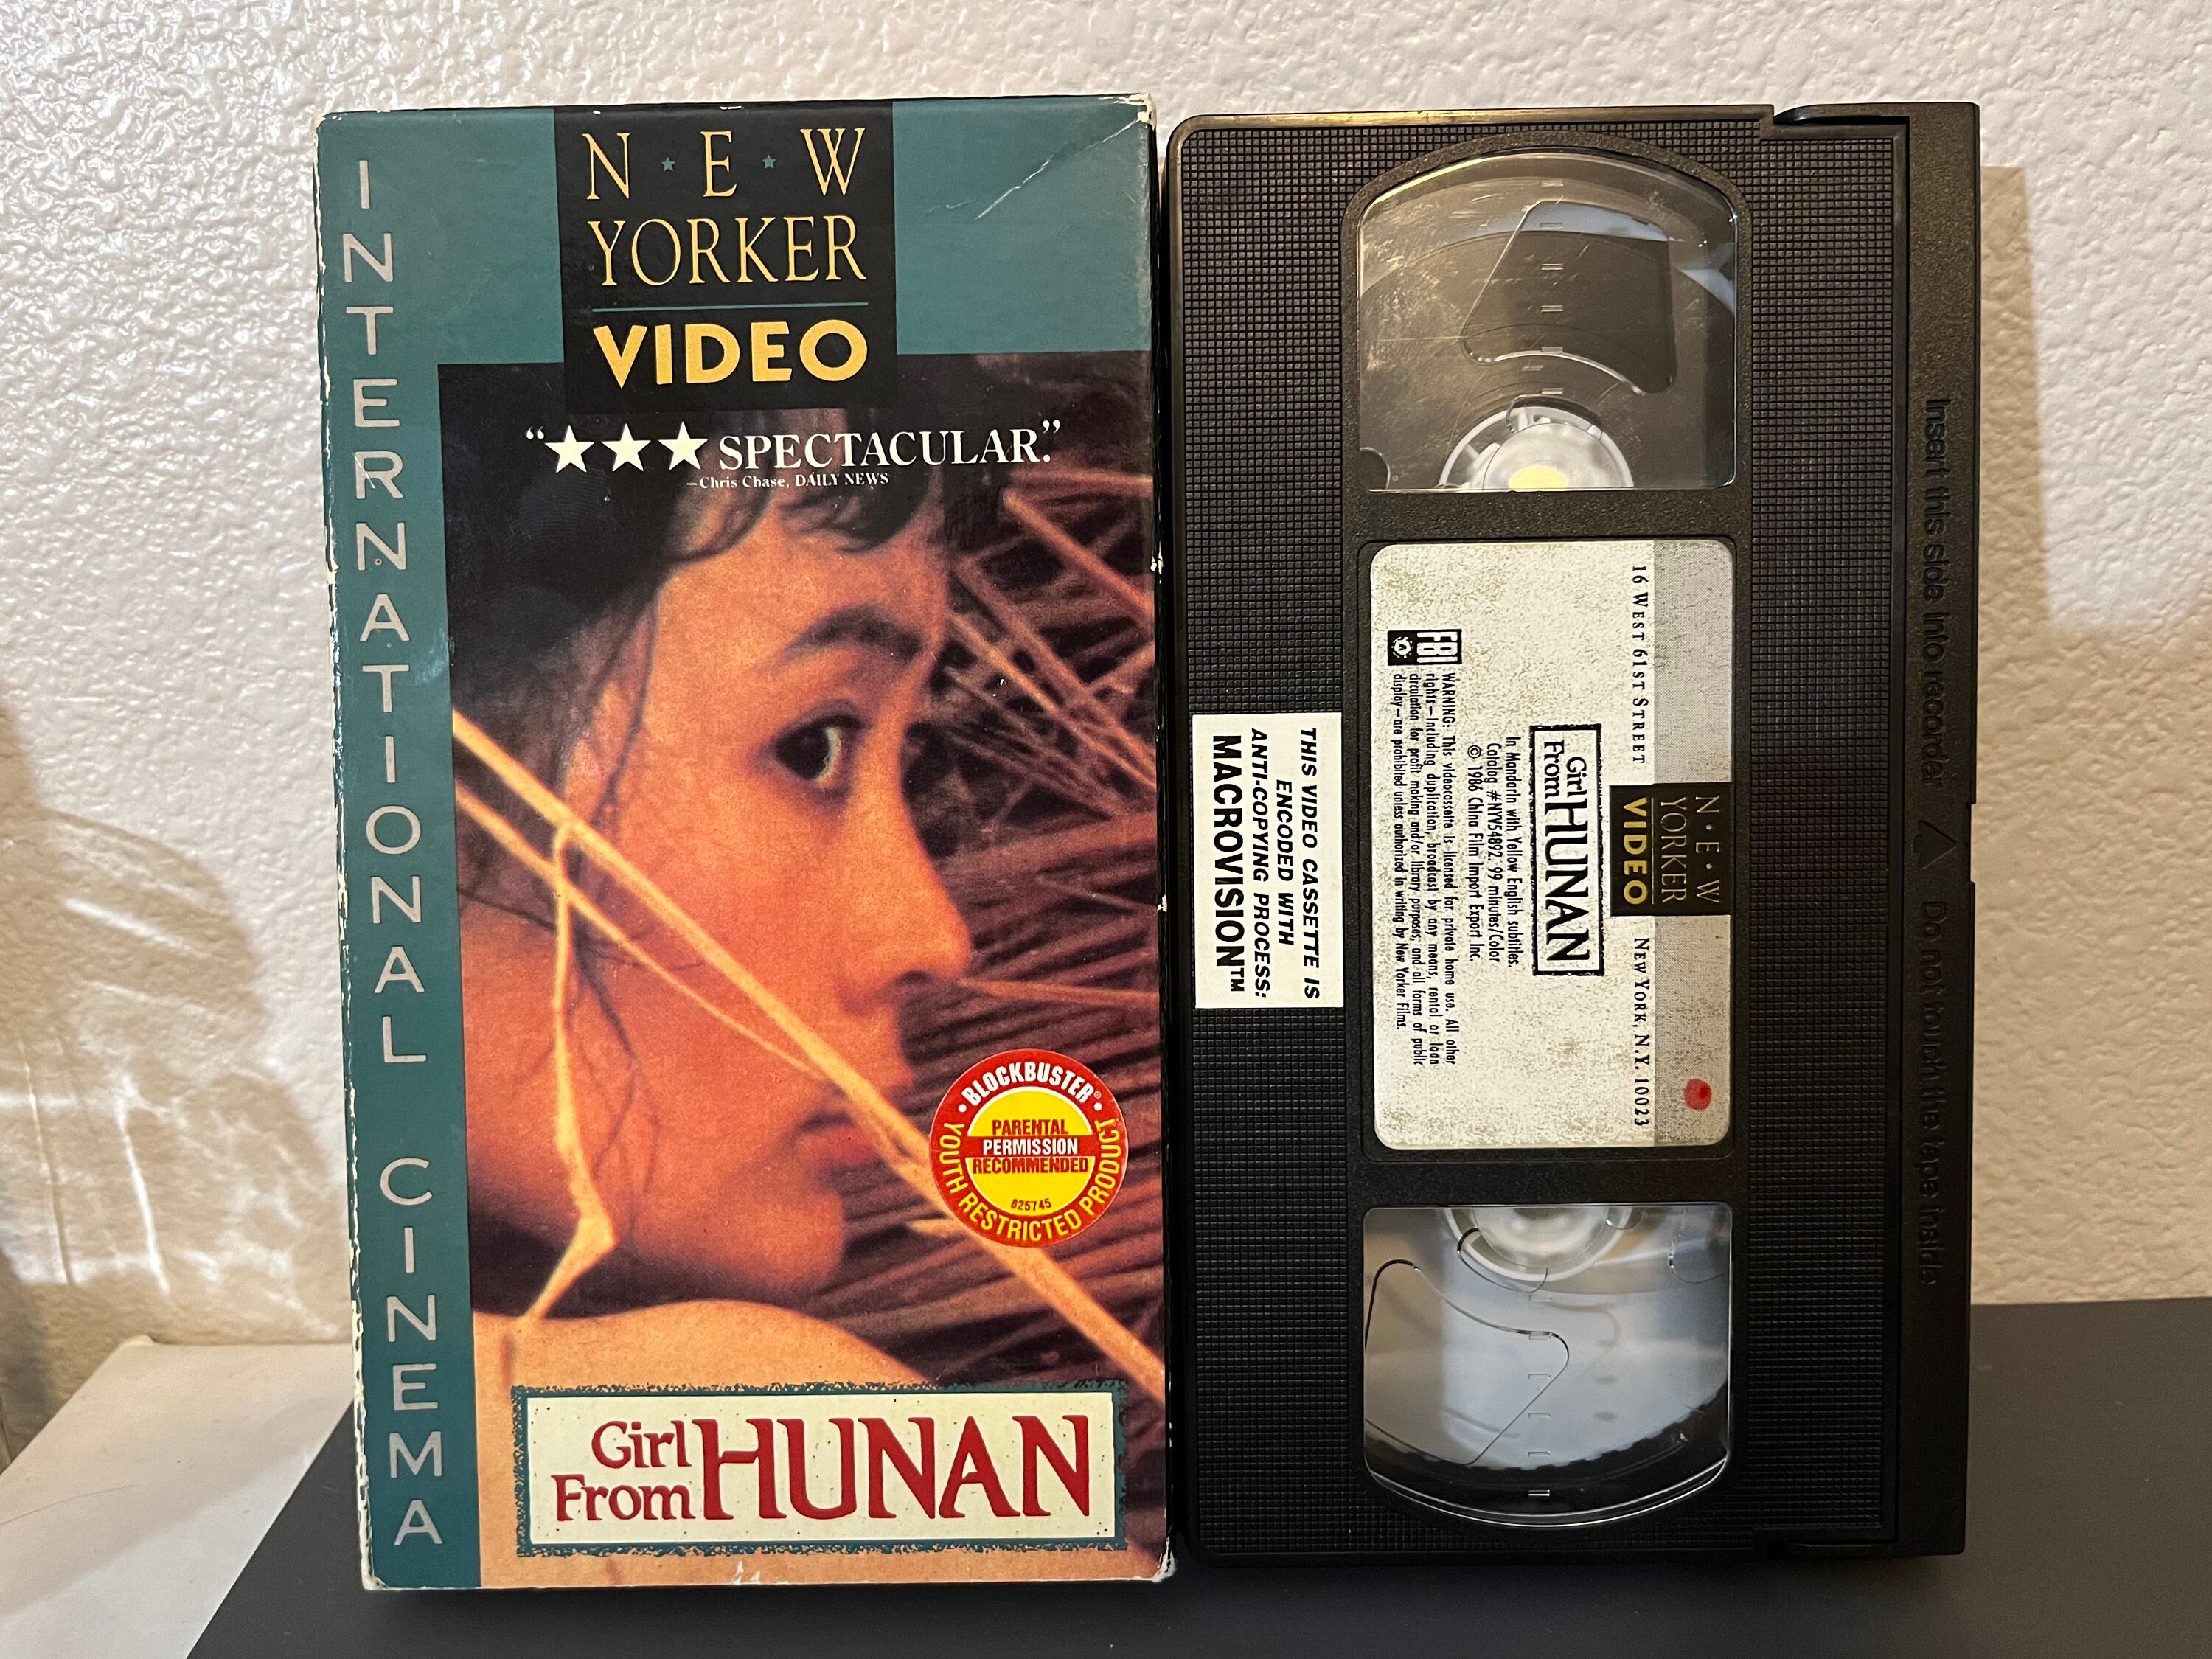 INTERNATIONAL CINEMA
N★E★W
YORKER
VIDEO
“★★★ SPECTACULAR.”
—Chris Chase, DAILY NEWS
BLOCKBUSTER®
PARENTAL
PERMISSION
RECOMMENDED
825745
YOUTH RESTRICTED PRODUCT
Girl
From HUNAN
THIS VIDEO CASSETTE IS
ENCODED WITH
ANTI-COPYING PROCESS:
MACROVISION™
16 WEST 61ST STREET
N·E·W
YORKER
VIDEO
NEW YORK, N.Y. 10023
Girl
From HUNAN
In Mandarin with Yellow English subtitles.
Catalog #NYV54892 99 minutes/Color
© 1986 China Film Import Export Inc.
FBI
WARNING: This videocassette is licensed for private home use. All other
rights—including duplication, broadcast by any means, rental or loan
circulation for profit making and/or library purposes, and all forms of public
display—are prohibited unless authorized in writing by New Yorker Films.
Insert this side into recorder △ Do not touch the tape inside